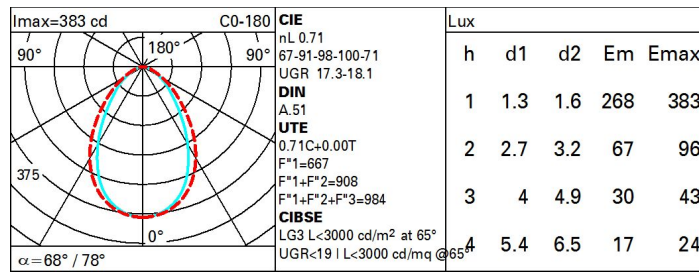 Imax=383 cd C0-180
90° 180° 90°
375
0°
α=68° / 78°
CIE
nL 0.71
67-91-98-100-71
UGR 17.3-18.1
DIN
A.51
UTE
0.71C+0.00T
F"1=667
F"1+F"2=908
F"1+F"2+F"3=984
CIBSE
LG3 L<3000 cd/m² at 65°
UGR<19 | L<3000 cd/mq @65°
Lux
h d1 d2 Em Emax
1 1.3 1.6 268 383
2 2.7 3.2 67 96
3 4 4.9 30 43
4 5.4 6.5 17 24